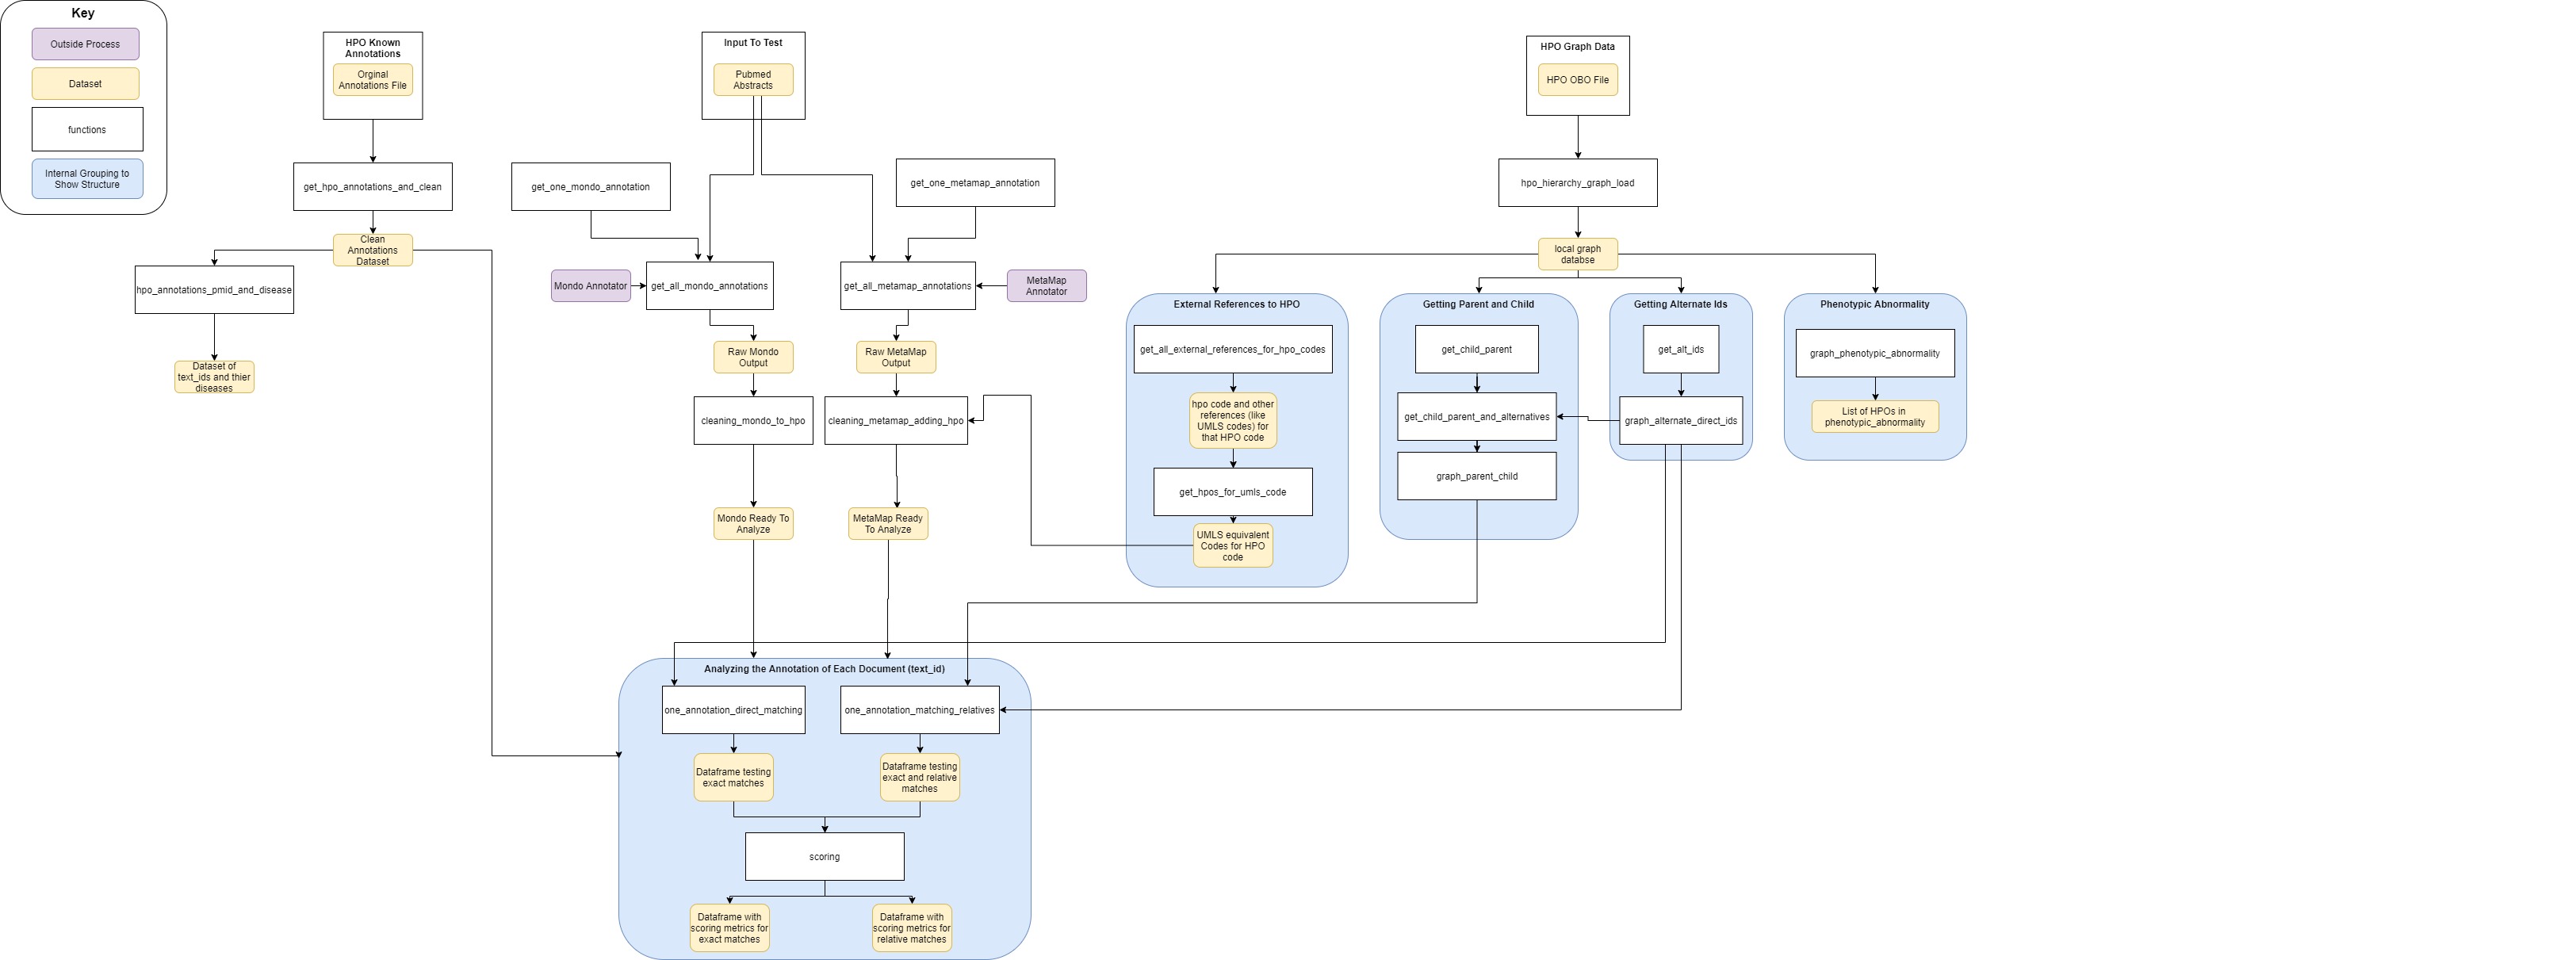 Key
Outside Process
Dataset
functions
Internal Grouping to
Show Structure
HPO Known
Annotations
Orginal
Annotations File
get_hpo_annotations_and_clean
Clean
Annotations
Dataset
hpo_annotations_pmid_and_disease
Dataset of
text_ids and thier
diseases
Input To Test
Pubmed
Abstracts
get_one_mondo_annotation
get_one_metamap_annotation
Mondo Annotator
get_all_mondo_annotations
get_all_metamap_annotations
MetaMap
Annotator
Raw Mondo
Output
Raw MetaMap
Output
cleaning_mondo_to_hpo
cleaning_metamap_adding_hpo
Mondo Ready To
Analyze
MetaMap Ready
To Analyze
HPO Graph Data
HPO OBO File
hpo_hierarchy_graph_load
local graph
databse
External References to HPO
get_all_external_references_for_hpo_codes
hpo code and other
references (like
UMLS codes) for
that HPO code
get_hpos_for_umls_code
UMLS equivalent
Codes for HPO
code
Getting Parent and Child
get_child_parent
get_child_parent_and_alternatives
graph_parent_child
Getting Alternate Ids
get_alt_ids
graph_alternate_direct_ids
Phenotypic Abnormality
graph_phenotypic_abnormality
List of HPOs in
phenotypic_abnormality
Analyzing the Annotation of Each Document (text_id)
one_annotation_direct_matching
one_annotation_matching_relatives
Dataframe testing
exact matches
Dataframe testing
exact and relative
matches
scoring
Dataframe with
scoring metrics for
exact matches
Dataframe with
scoring metrics for
relative matches